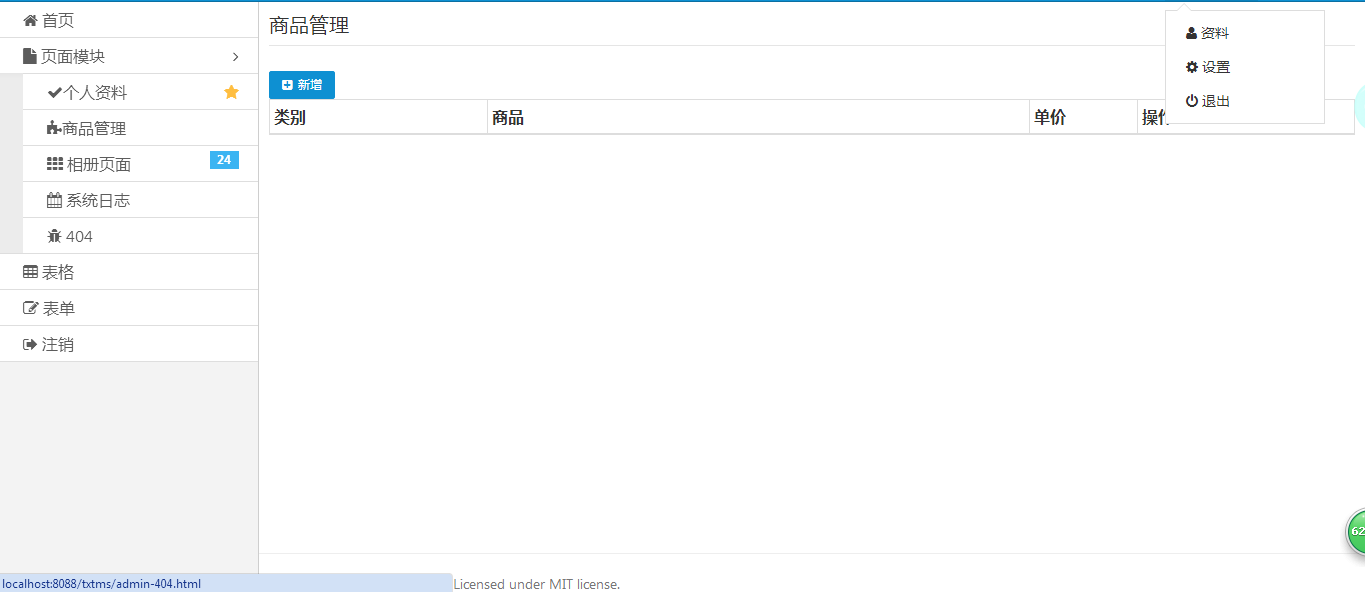 首页
页面模块
个人资料
商品管理
相册页面 24
系统日志
404
表格
表单
注销
商品管理
新增
类别 商品 单价 操作
资料
设置
退出
62
localhost:8088/txtms/admin-404.html
Licensed under MIT license.